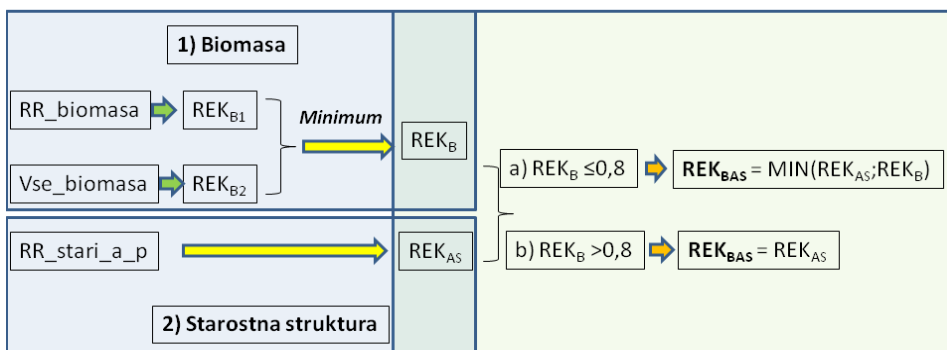 1) Biomasa
RR_biomasa REK_B1
Minimum
REK_B
Vse_biomasa REK_B2
a) REK_B ≤0,8 REK_BAS = MIN(REK_AS;REK_B)
RR_stari_a_p REK_AS
b) REK_B >0,8 REK_BAS = REK_AS
2) Starostna struktura